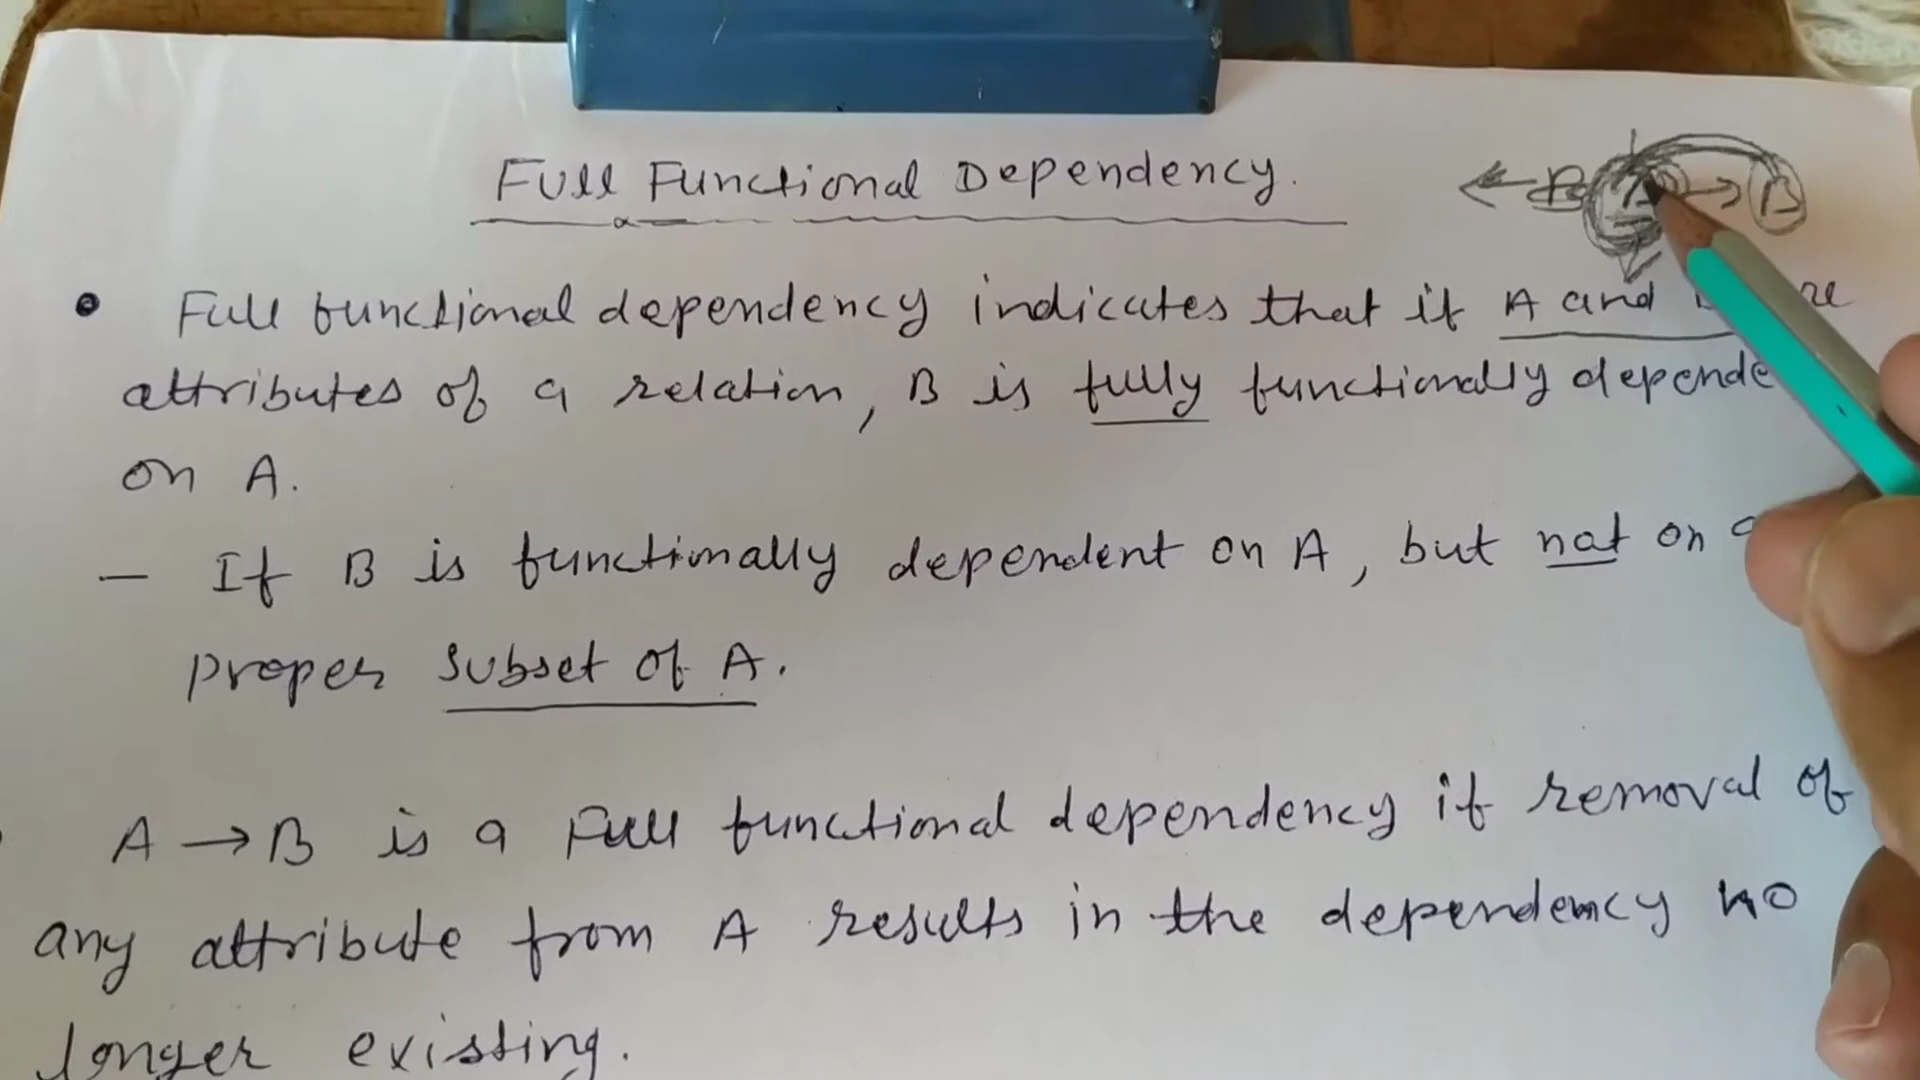 Full Functional Dependency.
B A → B
• Full functional dependency indicates that if A and re
attributes of a relation, B is fully functionally depende
on A.
— If B is functionally dependent on A, but not on
proper subset of A.
A → B is a Full functional dependency if removal of
any attribute from A results in the dependency no
longer existing.